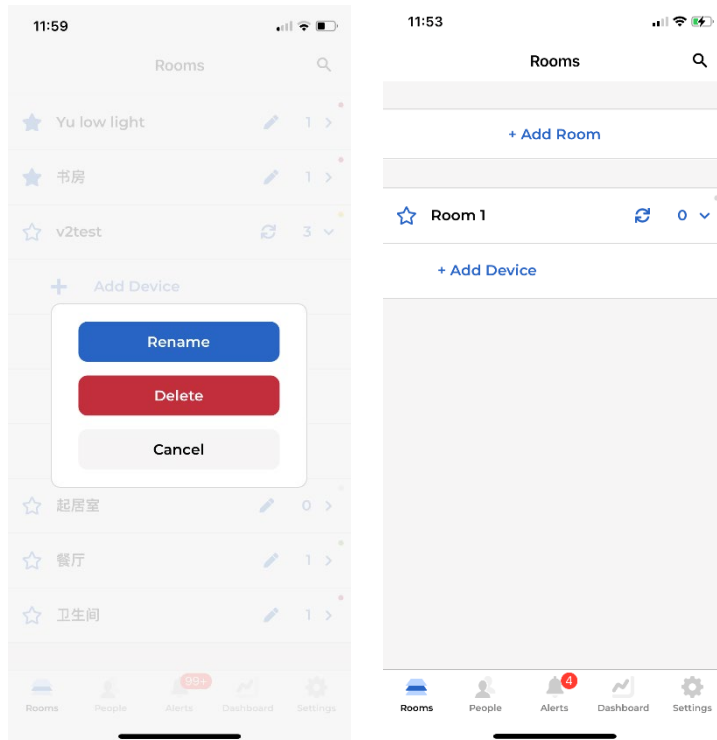 11:59
Rooms
Yu low light 1
书房 1
v2test 3
+ Add Device
Rename
Delete
Cancel
起居室 0
餐厅 1
卫生间 1
99+
Rooms People Alerts Dashboard Settings
11:53
Rooms
+ Add Room
Room 1 0
+ Add Device
4
Rooms People Alerts Dashboard Settings